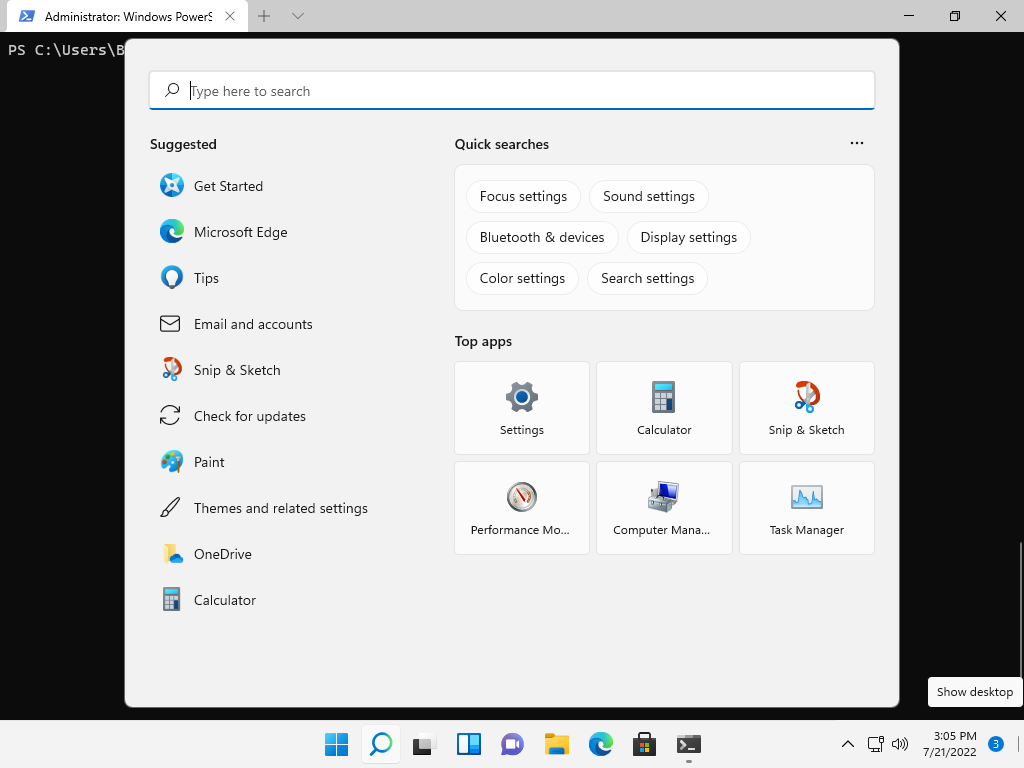 Administrator: Windows PowerS
PS C:\Users\B
Type here to search
Suggested
Get Started
Microsoft Edge
Tips
Email and accounts
Snip & Sketch
Check for updates
Paint
Themes and related settings
OneDrive
Calculator
Quick searches
Focus settings
Sound settings
Bluetooth & devices
Display settings
Color settings
Search settings
Top apps
Settings
Calculator
Snip & Sketch
Performance Mo...
Computer Mana...
Task Manager
Show desktop
3:05 PM
7/21/2022
3